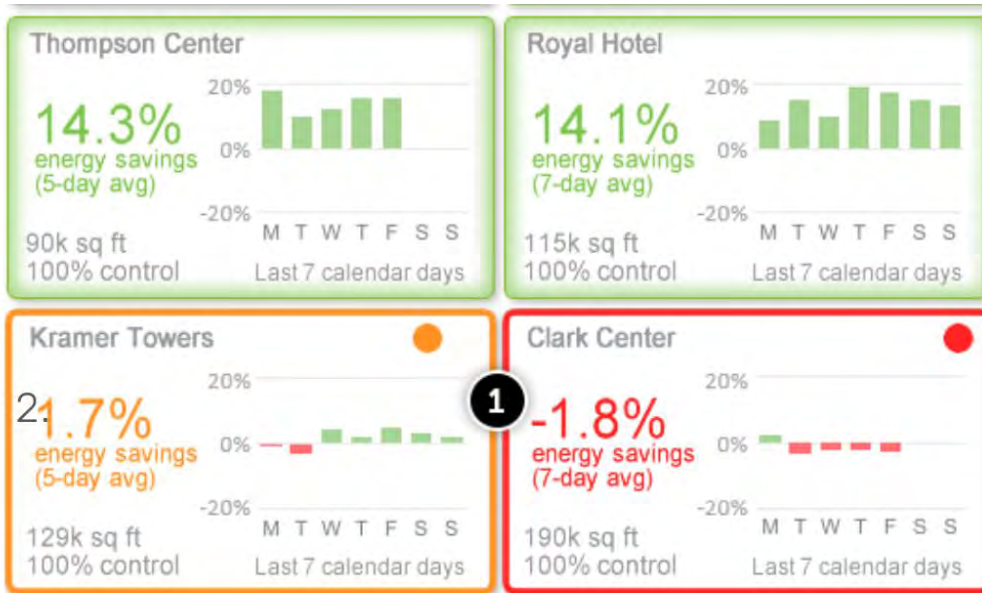 Thompson Center
14.3%
energy savings
(5-day avg)
90k sq ft
100% control
20%
0%
-20%
M T W T F S S
Last 7 calendar days
Royal Hotel
14.1%
energy savings
(7-day avg)
115k sq ft
100% control
20%
0%
-20%
M T W T F S S
Last 7 calendar days
Kramer Towers
2.
1.7%
energy savings
(5-day avg)
129k sq ft
100% control
20%
0%
-20%
M T W T F S S
Last 7 calendar days
1
Clark Center
-1.8%
energy savings
(7-day avg)
190k sq ft
100% control
20%
0%
-20%
M T W T F S S
Last 7 calendar days